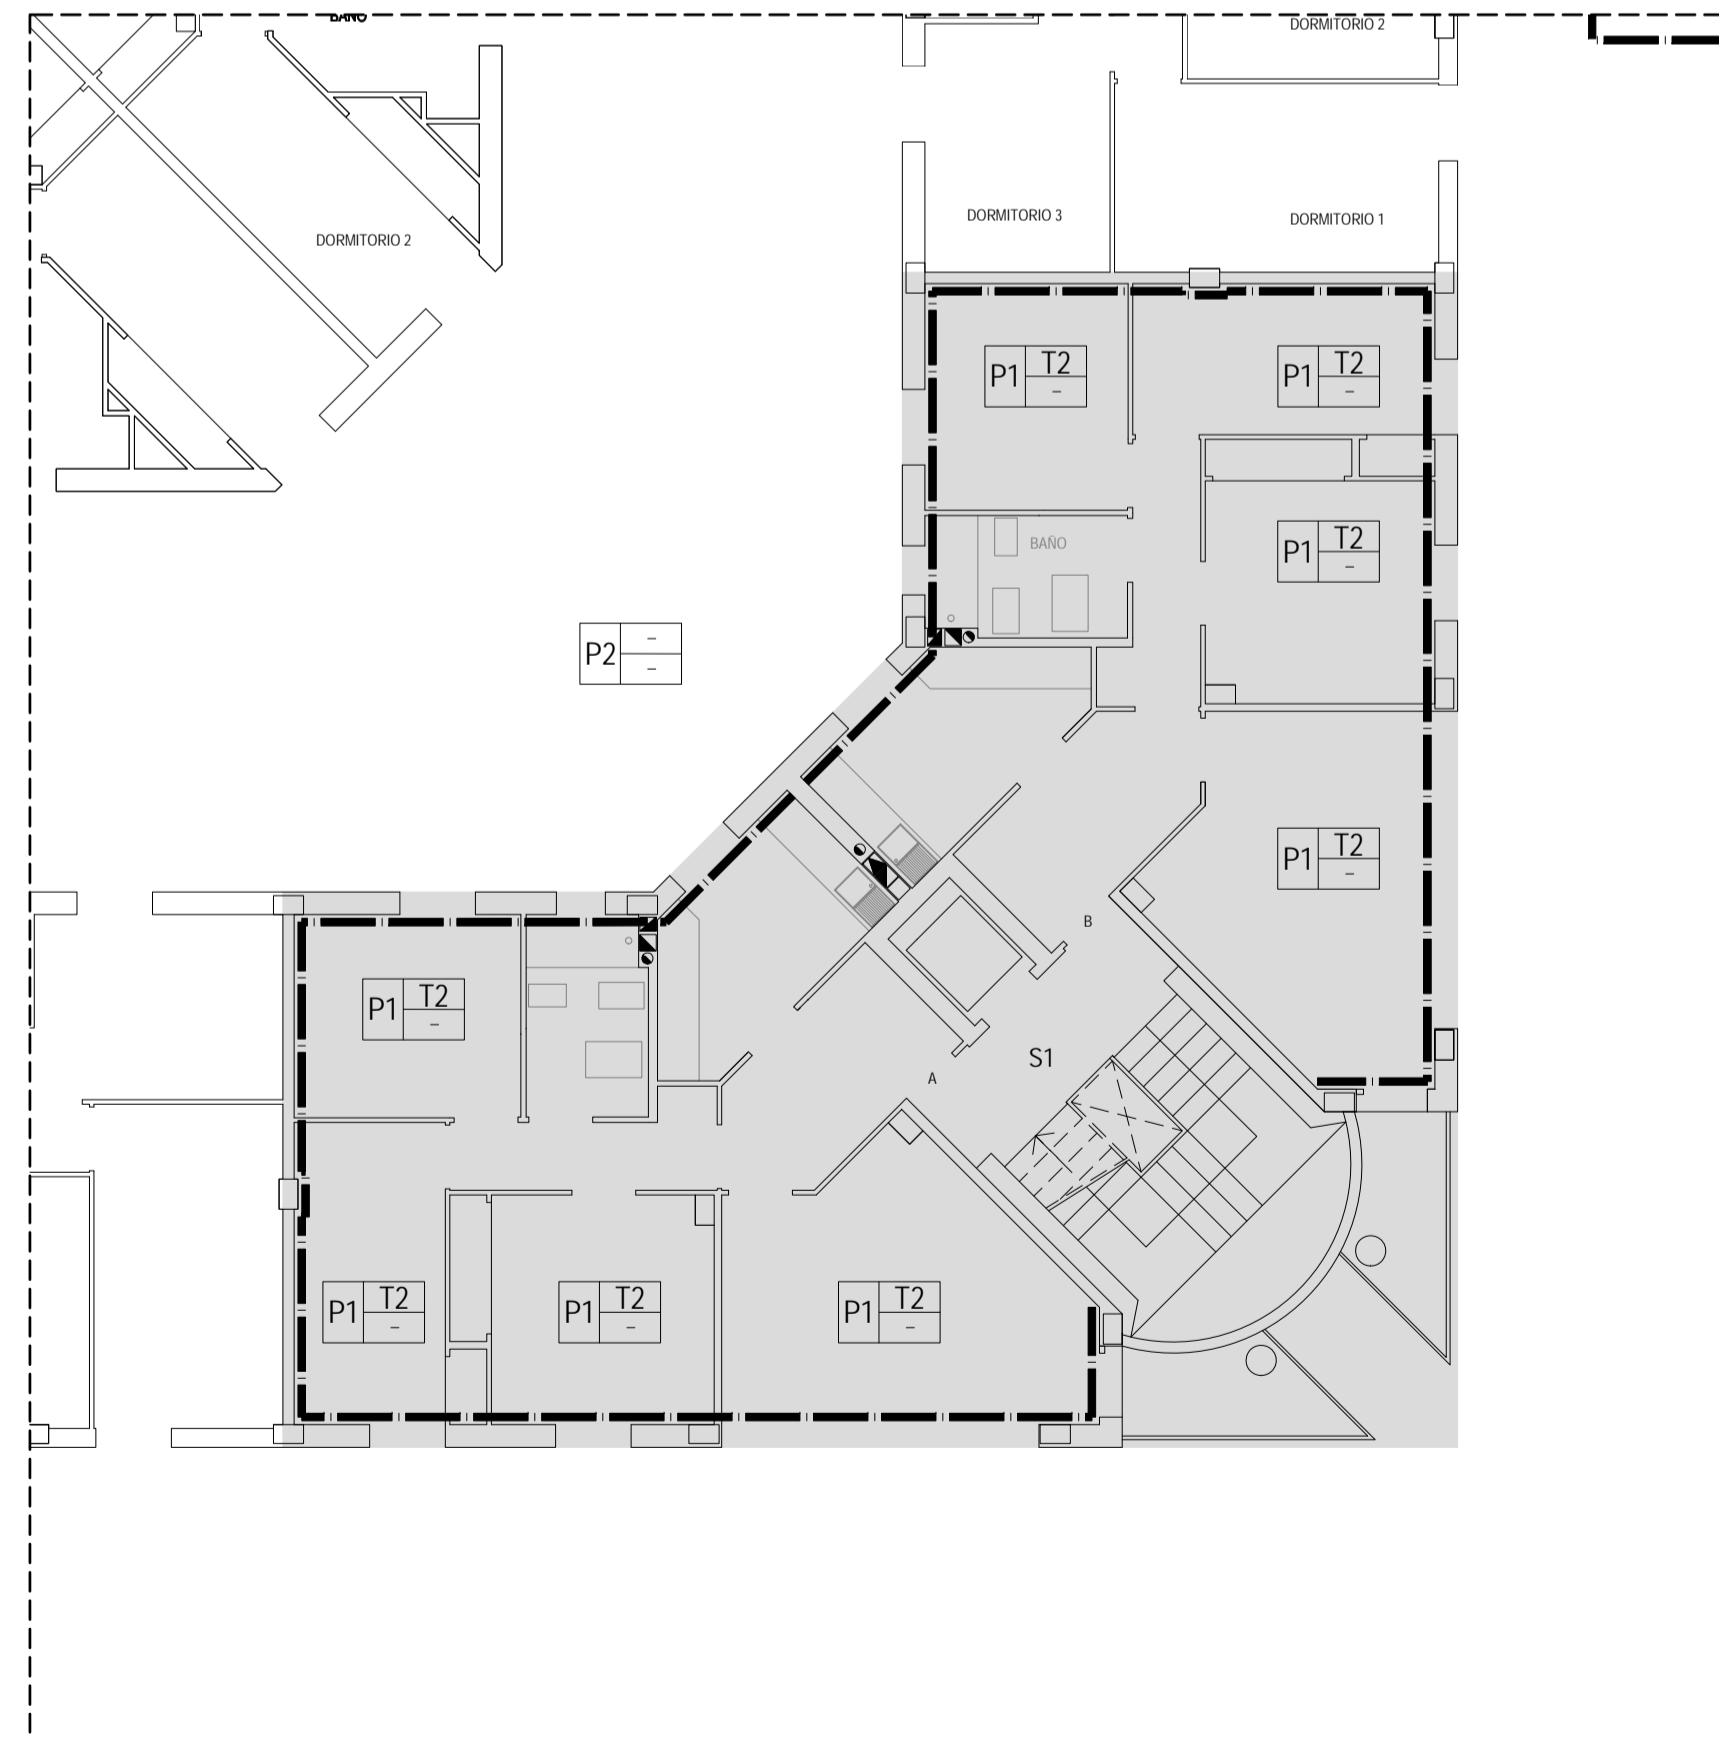 BAÑO
DORMITORIO 2
DORMITORIO 3
DORMITORIO 1
DORMITORIO 2
P1 T2 –
P1 T2 –
BAÑO
P1 T2 –
P2 – –
P1 T2 –
B
P1 T2 –
S1
A
P1 T2 –
P1 T2 –
P1 T2 –